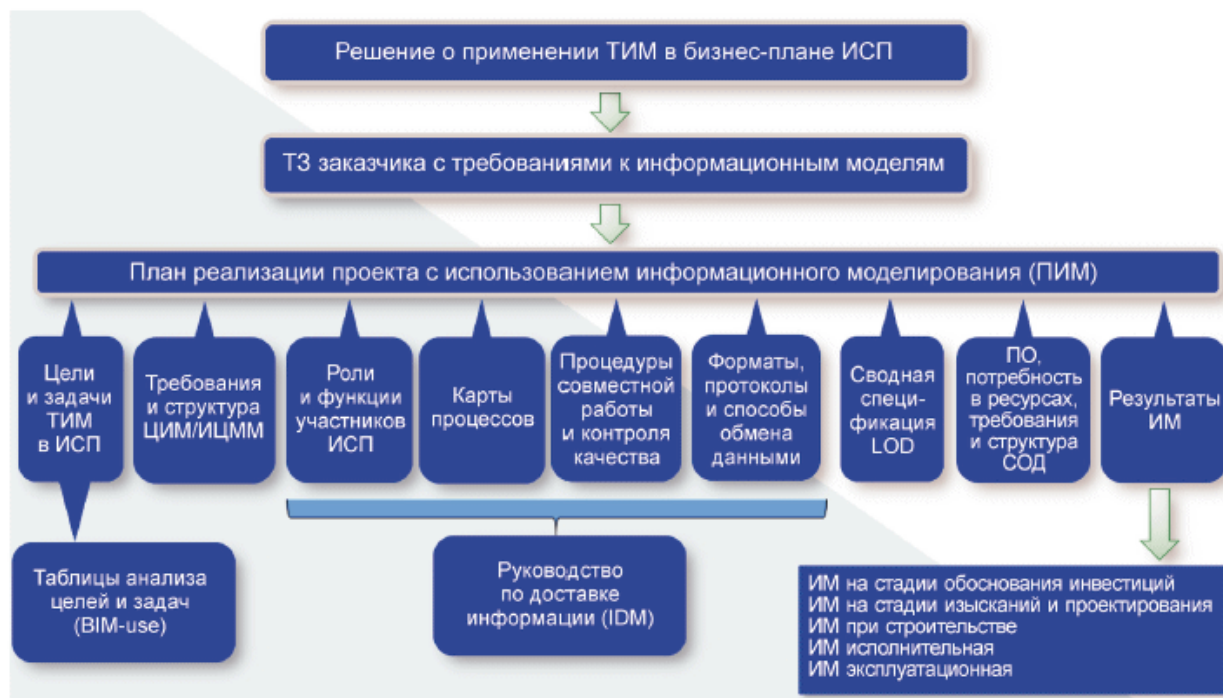 Решение о применении ТИМ в бизнес-плане ИСП
ТЗ заказчика с требованиями к информационным моделям
План реализации проекта с использованием информационного моделирования (ПИМ)
Цели
и задачи
ТИМ
в ИСП
Требования
и структура
ЦИМ/ИЦММ
Роли
и функции
участников
ИСП
Карты
процессов
Процедуры
совместной
работы
и контроля
качества
Форматы,
протоколы
и способы
обмена
данными
Сводная
специ-
фикация
LOD
ПО,
потребность
в ресурсах,
требования
и структура
СОД
Результаты
ИМ
Таблицы анализа
целей и задач
(BIM-use)
Руководство
по доставке
информации (IDM)
ИМ на стадии обоснования инвестиций
ИМ на стадии изысканий и проектирования
ИМ при строительстве
ИМ исполнительная
ИМ эксплуатационная